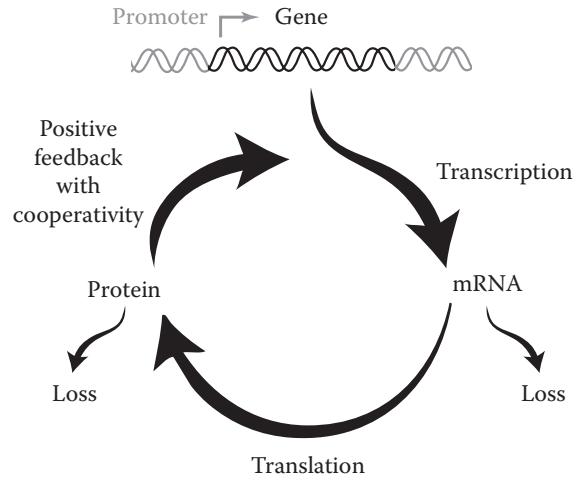 Promoter
Gene
Positive
feedback
with
cooperativity
Transcription
Protein
mRNA
Loss
Loss
Translation